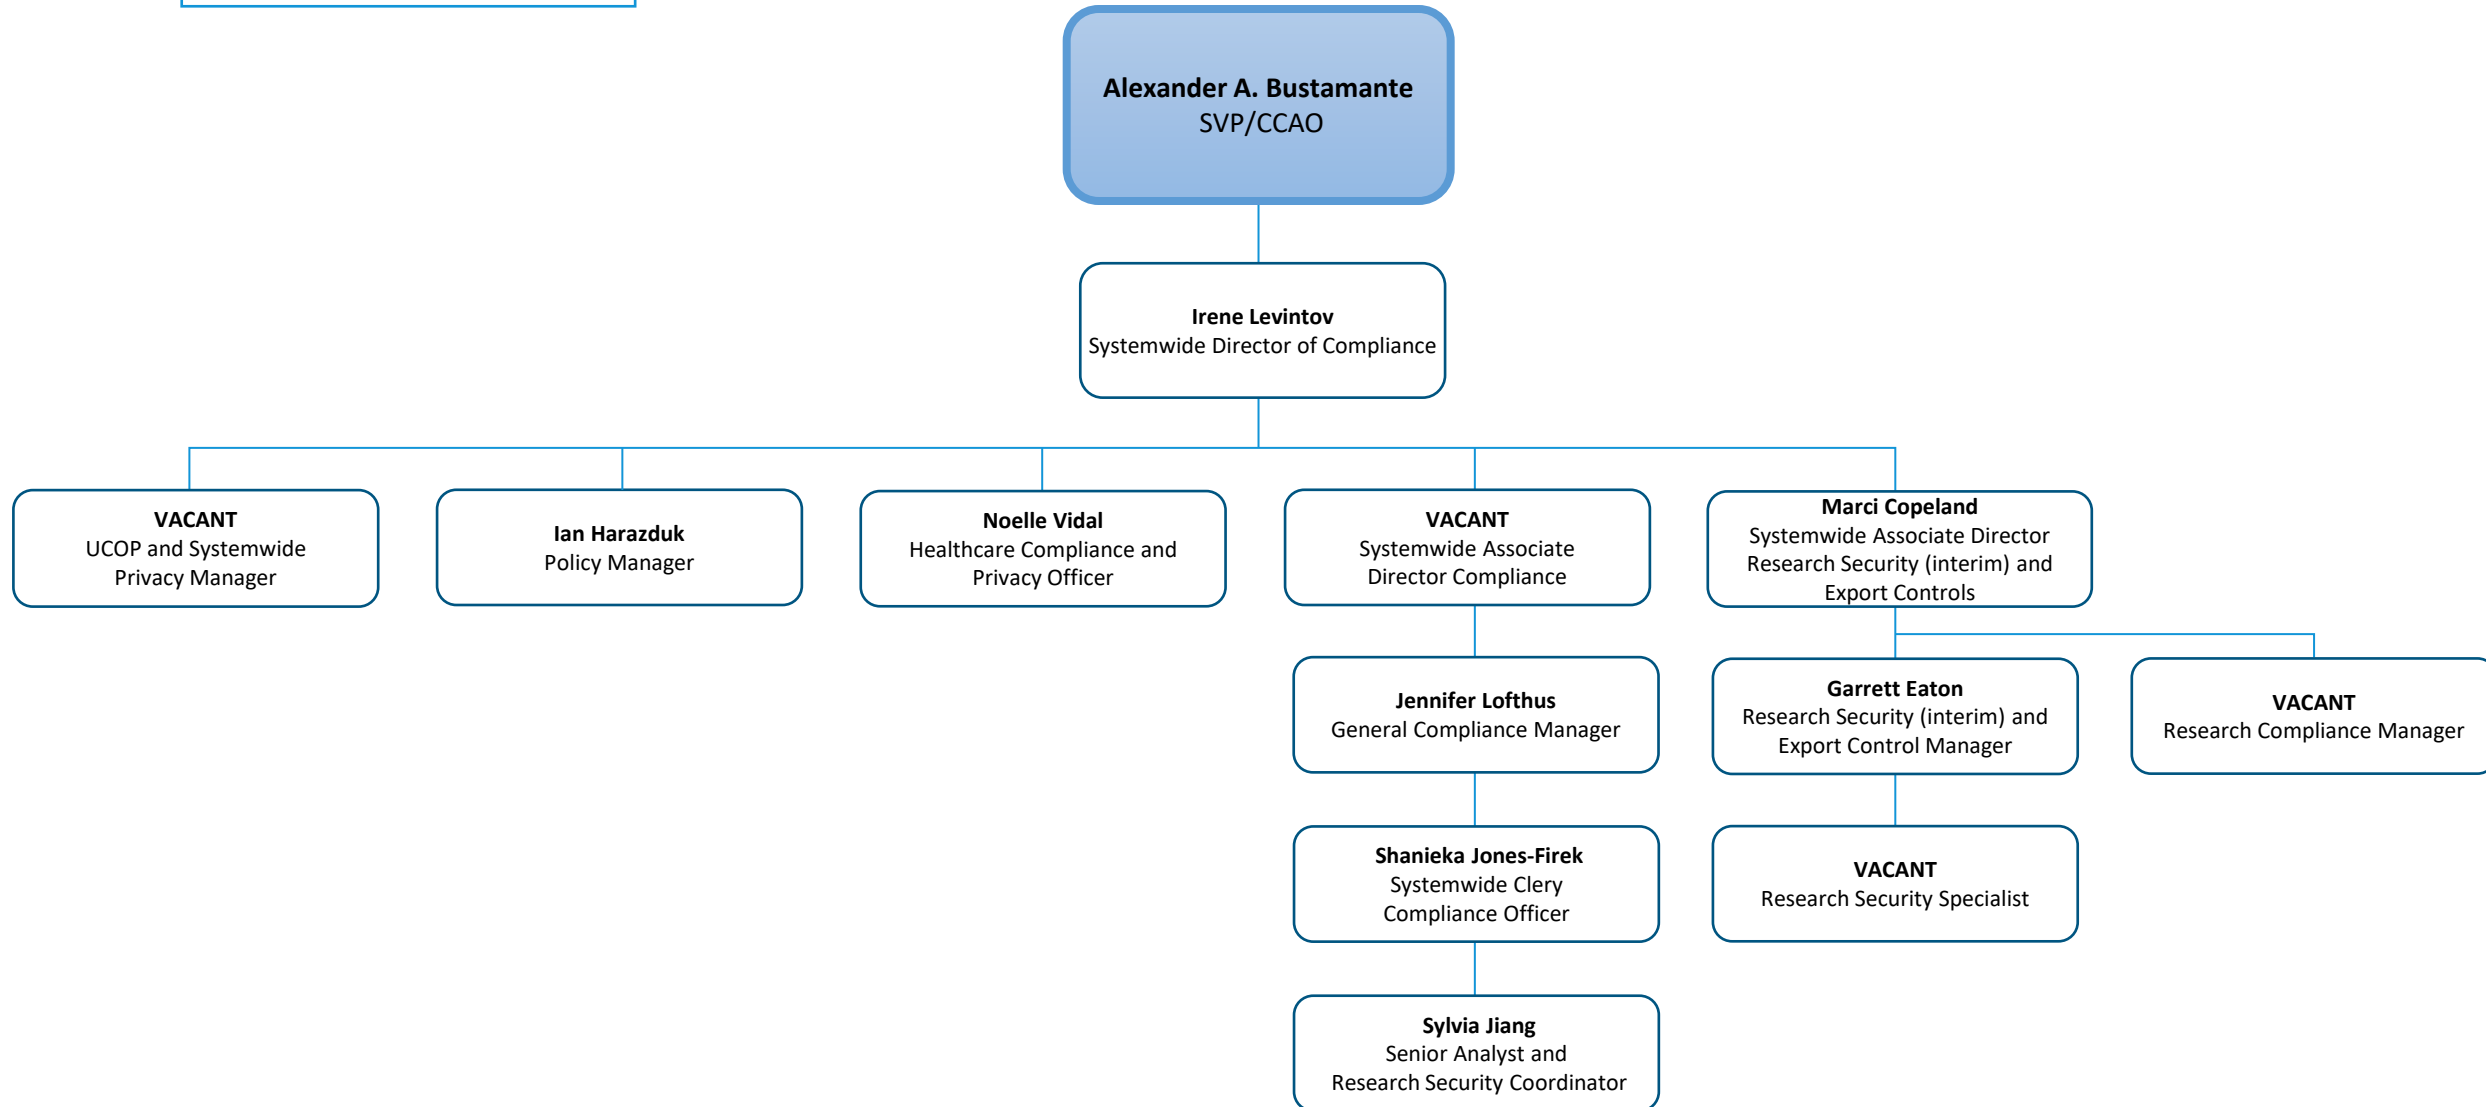 Alexander A. Bustamante
SVP/CCAO
Irene Levintov
Systemwide Director of Compliance
VACANT
UCOP and Systemwide
Privacy Manager
Ian Harazduk
Policy Manager
Noelle Vidal
Healthcare Compliance and
Privacy Officer
VACANT
Systemwide Associate
Director Compliance
Marci Copeland
Systemwide Associate Director
Research Security (interim) and
Export Controls
Jennifer Lofthus
General Compliance Manager
Garrett Eaton
Research Security (interim) and
Export Control Manager
VACANT
Research Compliance Manager
Shanieka Jones-Firek
Systemwide Clery
Compliance Officer
VACANT
Research Security Specialist
Sylvia Jiang
Senior Analyst and
Research Security Coordinator